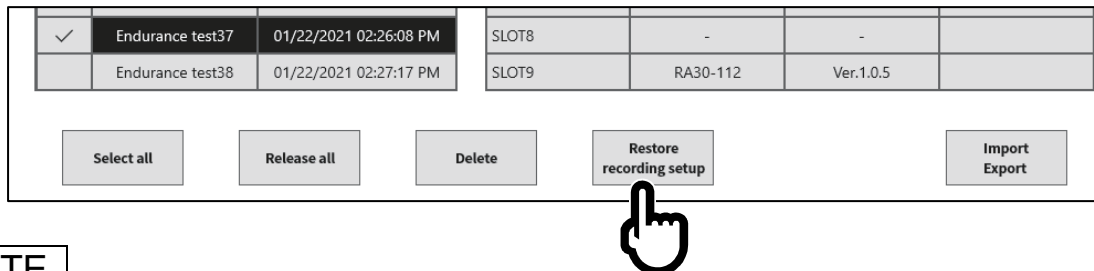 ✓ Endurance test37 01/22/2021 02:26:08 PM SLOT8 - -
Endurance test38 01/22/2021 02:27:17 PM SLOT9 RA30-112 Ver.1.0.5
Select all Release all Delete Restore recording setup Import Export